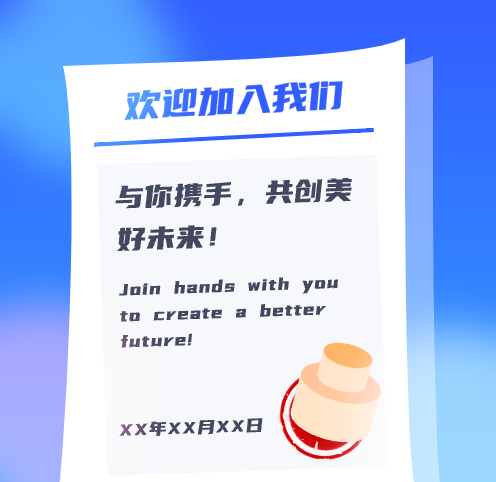 欢迎加入我们
与你携手，共创美
好未来！
Join hands with you
to create a better
future!
XX年XX月XX日